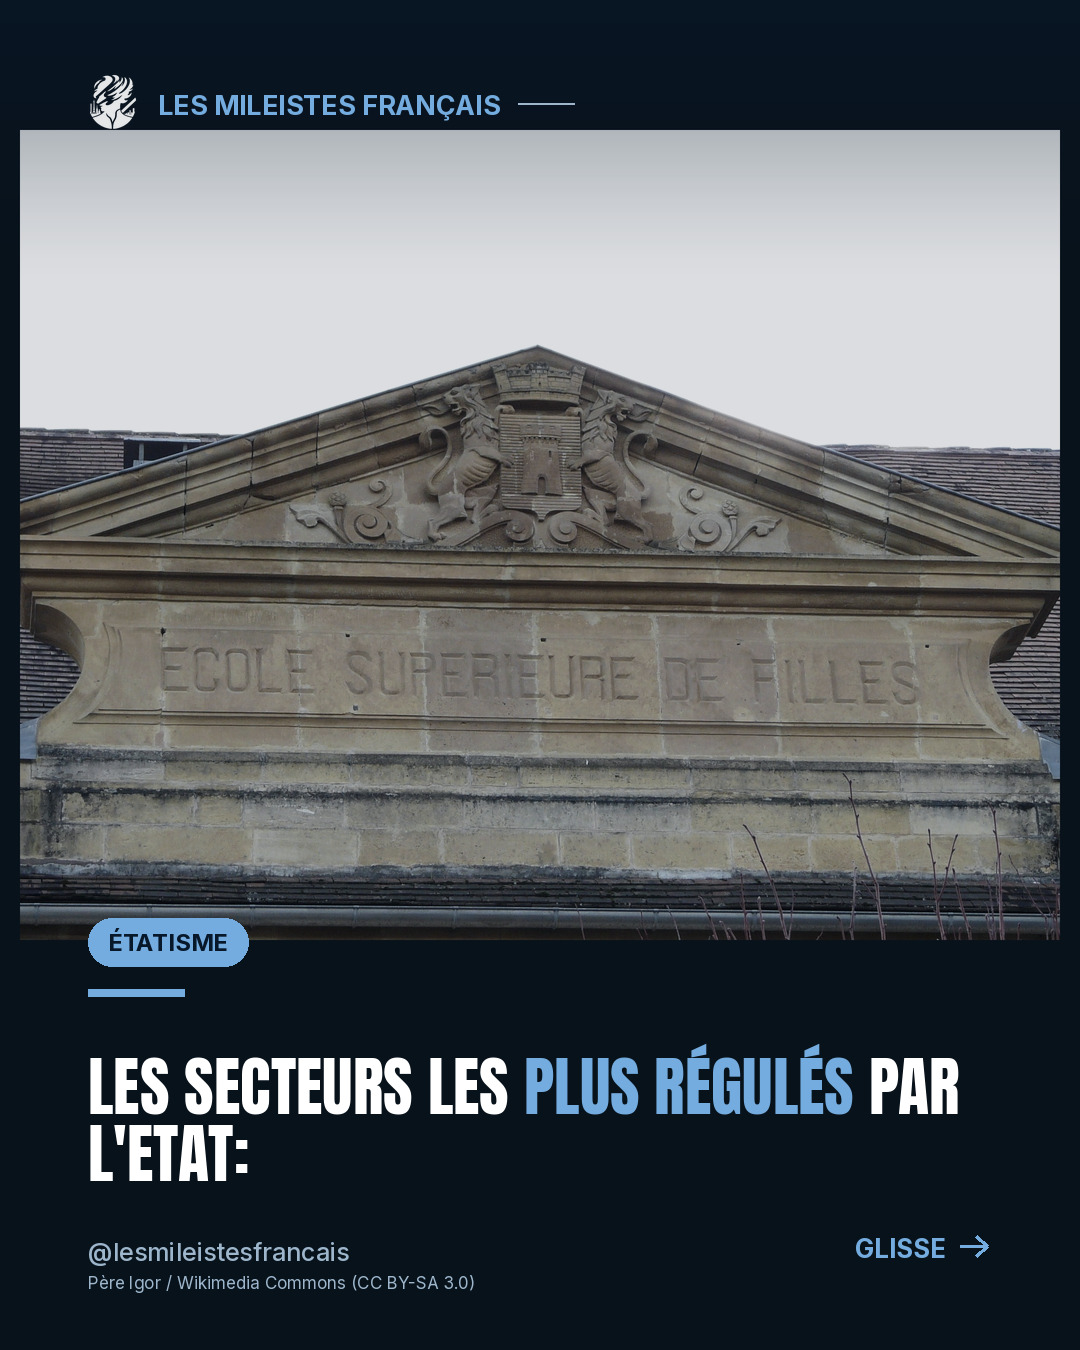 LES MILEISTES FRANÇAIS
ECOLE SUPERIEURE DE FILLES
ÉTATISME
LES SECTEURS LES PLUS RÉGULÉS PAR
L'ETAT:
@lesmileistesfrancais
GLISSE →
Père Igor / Wikimedia Commons (CC BY-SA 3.0)